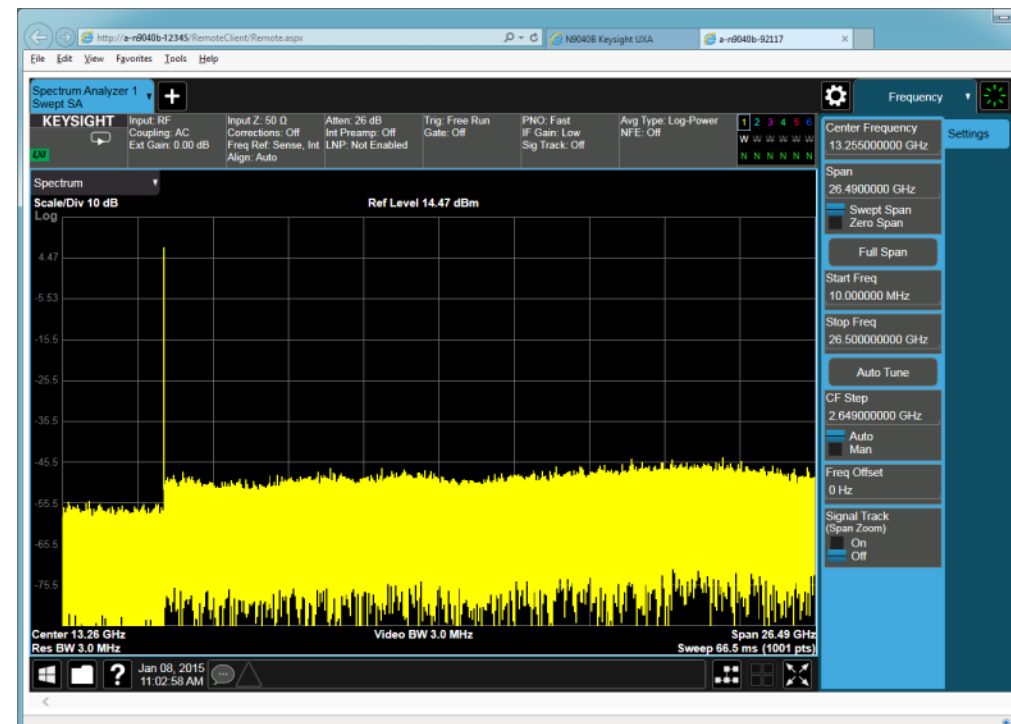 http://a-n9040b-12345/RemoteClient/Remote.aspx
N9040B Keysight UXA
a-n9040b-92117
File Edit View Favorites Tools Help
Spectrum Analyzer 1
Swept SA
Frequency
KEYSIGHT
LXI
Input: RF
Coupling: AC
Ext Gain: 0.00 dB
Input Z: 50 Ω
Corrections: Off
Freq Ref: Sense, Int
Align: Auto
Atten: 26 dB
Int Preamp: Off
LNP: Not Enabled
Trig: Free Run
Gate: Off
PNO: Fast
IF Gain: Low
Sig Track: Off
Avg Type: Log-Power
NFE: Off
1 2 3 4 5 6
W W W W W W
N N N N N N
Spectrum
Scale/Div 10 dB
Ref Level 14.47 dBm
Log
4.47
-5.53
-15.5
-25.5
-35.5
-45.5
-55.5
-65.5
-75.5
Center 13.26 GHz
Video BW 3.0 MHz
Span 26.49 GHz
Res BW 3.0 MHz
Sweep 66.5 ms (1001 pts)
Center Frequency
13.255000000 GHz
Settings
Span
26.4900000 GHz
Swept Span
Zero Span
Full Span
Start Freq
10.000000 MHz
Stop Freq
26.500000000 GHz
Auto Tune
CF Step
2.649000000 GHz
Auto
Man
Freq Offset
0 Hz
Signal Track
(Span Zoom)
On
Off
?
Jan 08, 2015
11:02:58 AM